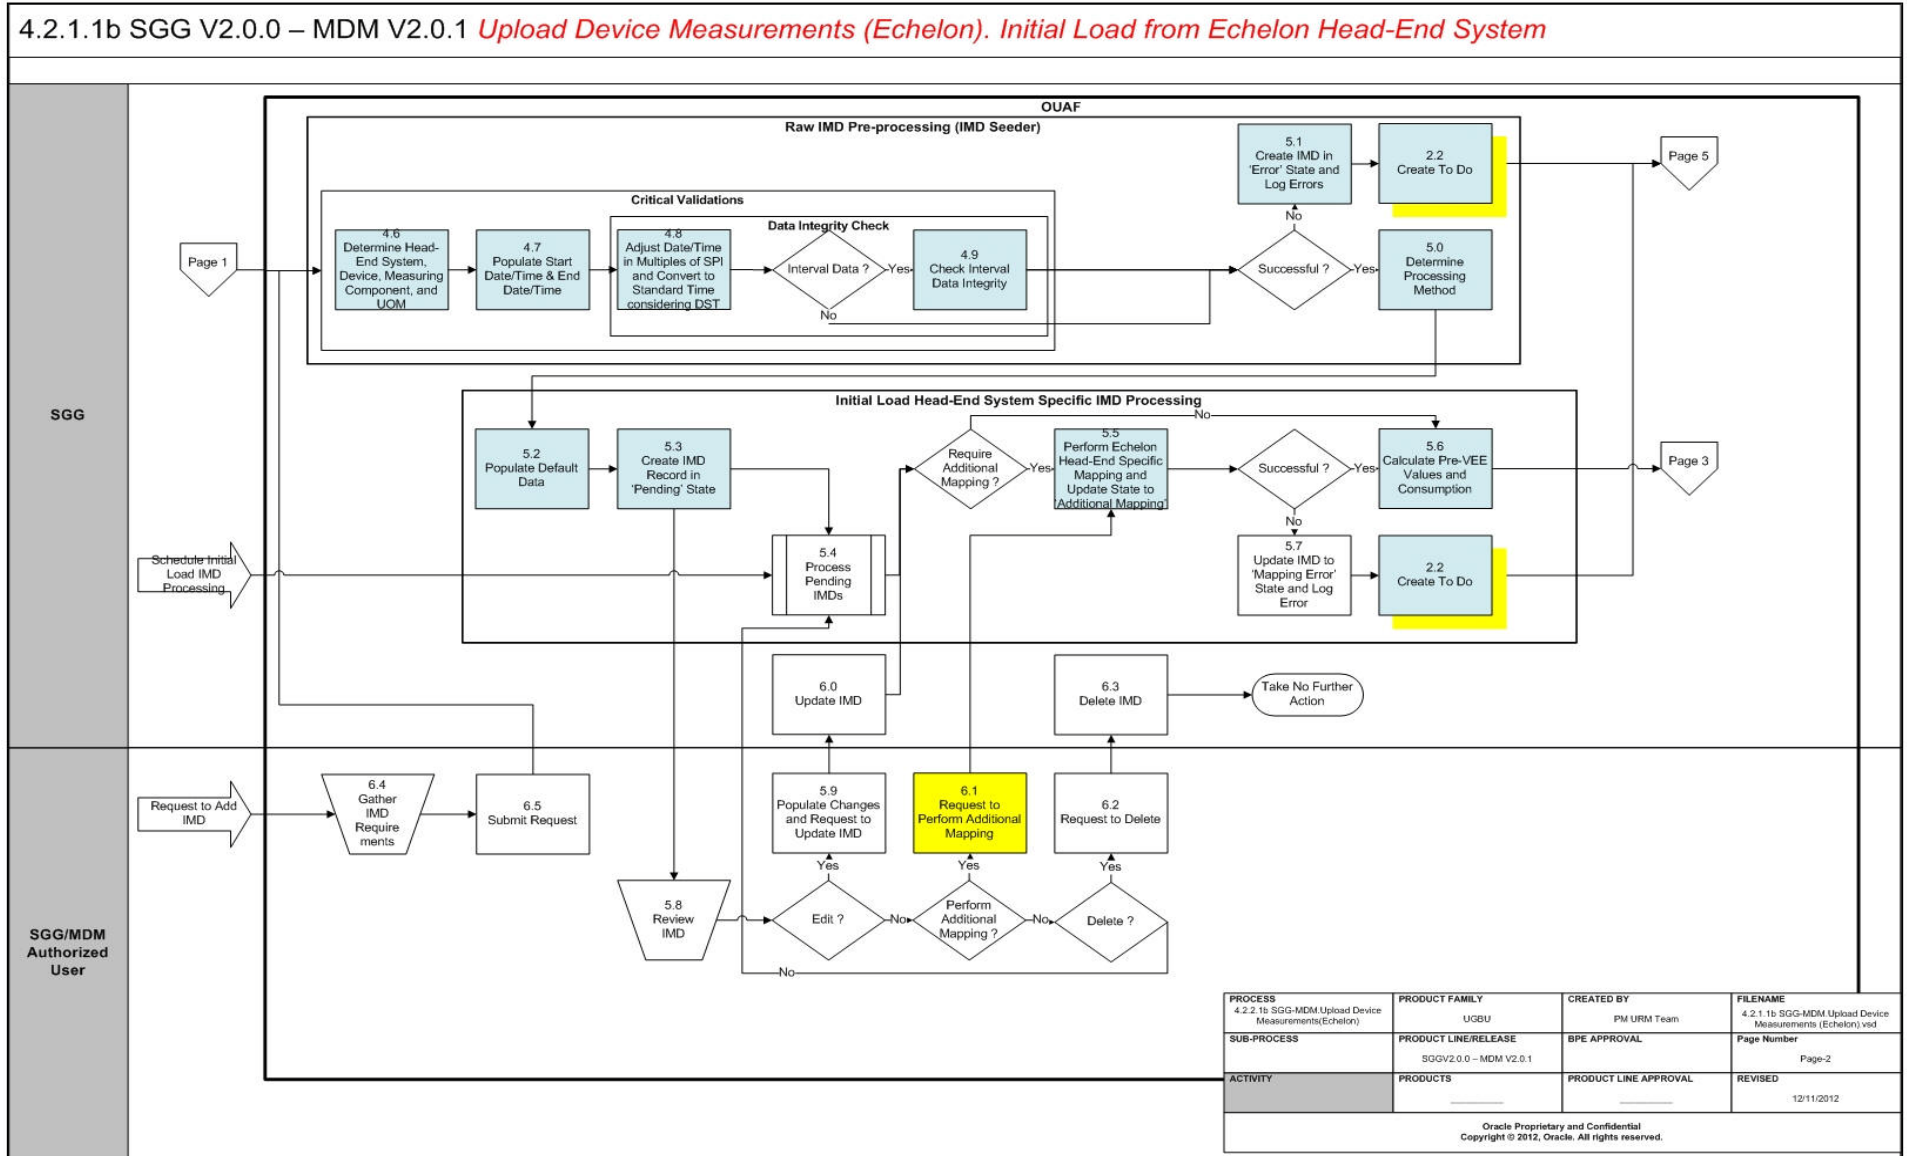 4.2.1.1b SGG V2.0.0 – MDM V2.0.1 Upload Device Measurements (Echelon). Initial Load from Echelon Head-End System
OUAF
Raw IMD Pre-processing (IMD Seeder)
5.1
Create IMD in
'Error' State and
Log Errors
2.2
Create To Do
Page 5
Critical Validations
No
Data Integrity Check
Page 1
4.6
Determine Head-
End System,
Device, Measuring
Component, and
UOM
4.7
Populate Start
Date/Time & End
Date/Time
4.8
Adjust Date/Time
in Multiples of SPI
and Convert to
Standard Time
considering DST
Interval Data ?
Yes
No
4.9
Check Interval
Data Integrity
Successful ?
Yes
5.0
Determine
Processing
Method
SGG
Initial Load Head-End System Specific IMD Processing
No
5.2
Populate Default
Data
5.3
Create IMD
Record in
'Pending' State
Require
Additional
Mapping ?
Yes
5.5
Perform Echelon
Head-End Specific
Mapping and
Update State to
'Additional Mapping'
Successful ?
Yes
No
5.6
Calculate Pre-VEE
Values and
Consumption
Page 3
Schedule Initial
Load IMD
Processing
5.4
Process
Pending
IMDs
5.7
Update IMD to
'Mapping Error'
State and Log
Error
2.2
Create To Do
6.0
Update IMD
6.3
Delete IMD
Take No Further
Action
Request to Add
IMD
6.4
Gather
IMD
Require
ments
6.5
Submit Request
5.9
Populate Changes
and Request to
Update IMD
6.1
Request to
Perform Additional
Mapping
6.2
Request to Delete
Yes
Yes
Yes
5.8
Review
IMD
Edit ?
No
Perform
Additional
Mapping ?
No
Delete ?
No
SGG/MDM
Authorized
User
PROCESS
4.2.2.1b SGG-MDM.Upload Device
Measurements(Echelon)
PRODUCT FAMILY
UGBU
CREATED BY
PM URM Team
FILENAME
4.2.1.1b SGG-MDM.Upload Device
Measurements (Echelon).vsd
SUB-PROCESS
PRODUCT LINE/RELEASE
SGGV2.0.0 – MDM V2.0.1
BPE APPROVAL
Page Number
Page-2
ACTIVITY
PRODUCTS
PRODUCT LINE APPROVAL
REVISED
12/11/2012
Oracle Proprietary and Confidential
Copyright © 2012, Oracle. All rights reserved.